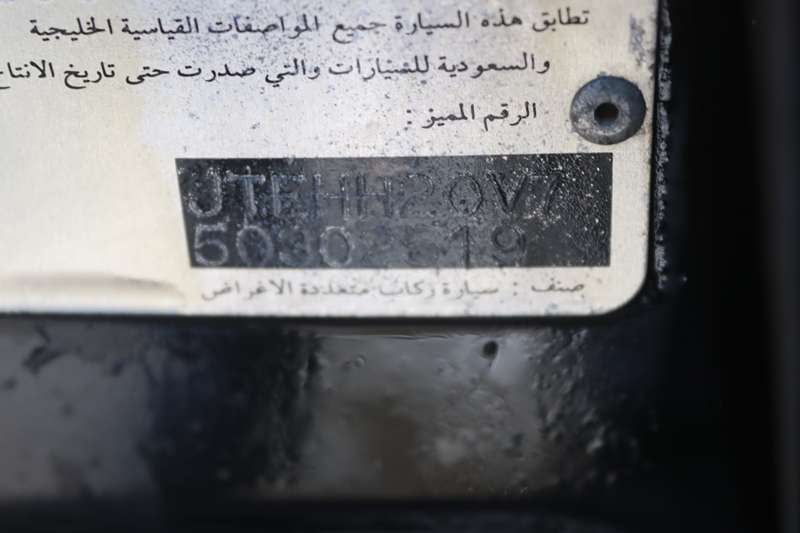 تطابق هذه السيارة جميع المواصفات القياسية الخليجية
والسعودية للسيارات والتي صدرت حتى تاريخ الانتاج
الرقم المميز :
JTEHH20V7
صنف : سيارة ركاب متعددة الاغراض